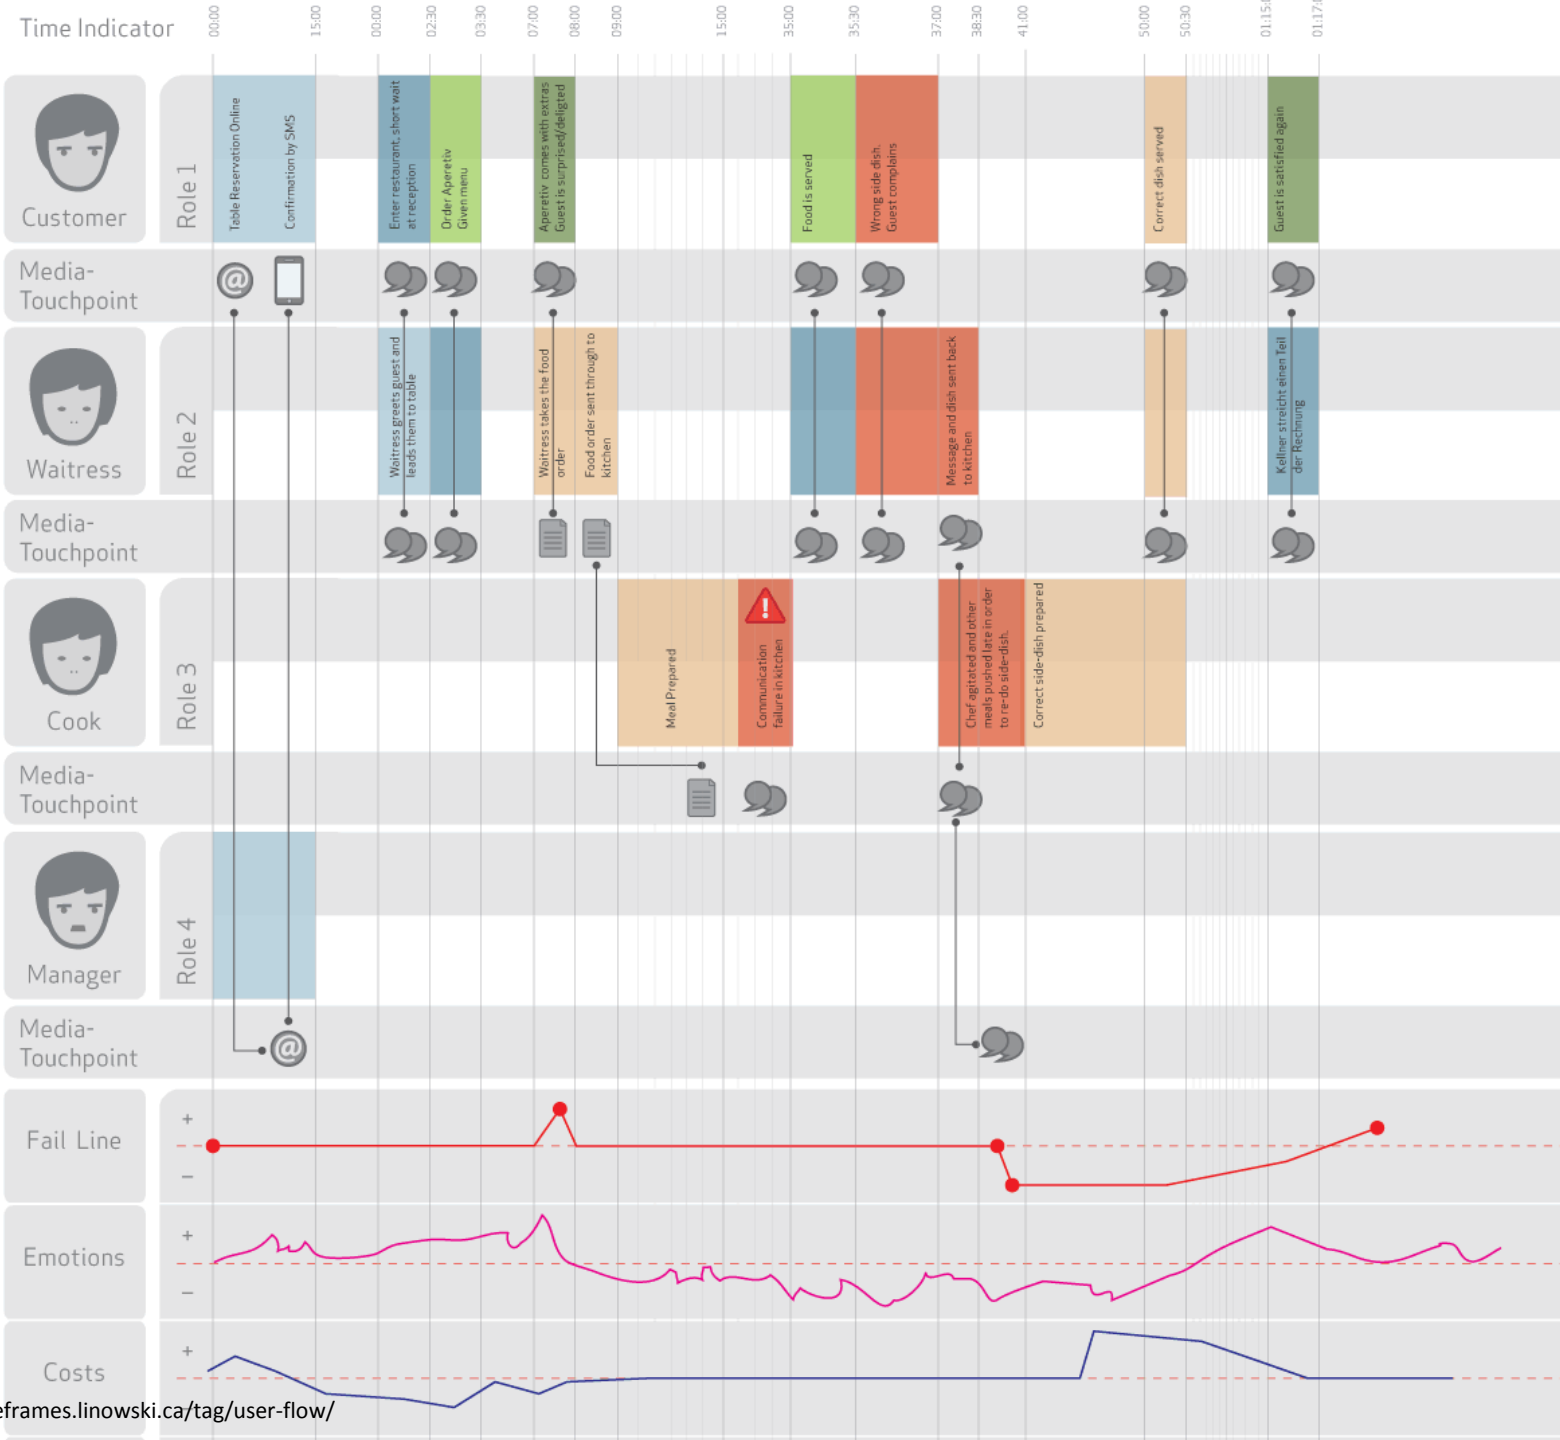 Time Indicator
00:00
15:00
00:00
02:30
03:30
07:00
08:00
09:00
15:00
35:00
35:30
37:00
38:30
41:00
50:00
50:30
01:15:0
01:17:0
Customer
Role 1
Table Reservation Online
Confirmation by SMS
Enter restaurant, short wait
at reception
Order Aperetiv
Given menu
Aperetiv comes with extras
Guest is surprised/deligted
Food is served
Wrong side dish.
Guest complains
Correct dish served
Guest is satisfied again
Media-
Touchpoint
@
Waitress
Role 2
Waitress greets guest and
leads them to table
Waitress takes the food
order
Food order sent through to
kitchen
Message and dish sent back
to kitchen
Kellner streicht einen Teil
der Rechnung
Media-
Touchpoint
Cook
Role 3
Meal Prepared
!
Communication
failure in kitchen
Chef agitated and other
meals pushed late in order
to re-do side-dish.
Correct side-dish prepared
Media-
Touchpoint
Manager
Role 4
Media-
Touchpoint
@
Fail Line
+
−
Emotions
+
−
Costs
+
eframes.linowski.ca/tag/user-flow/